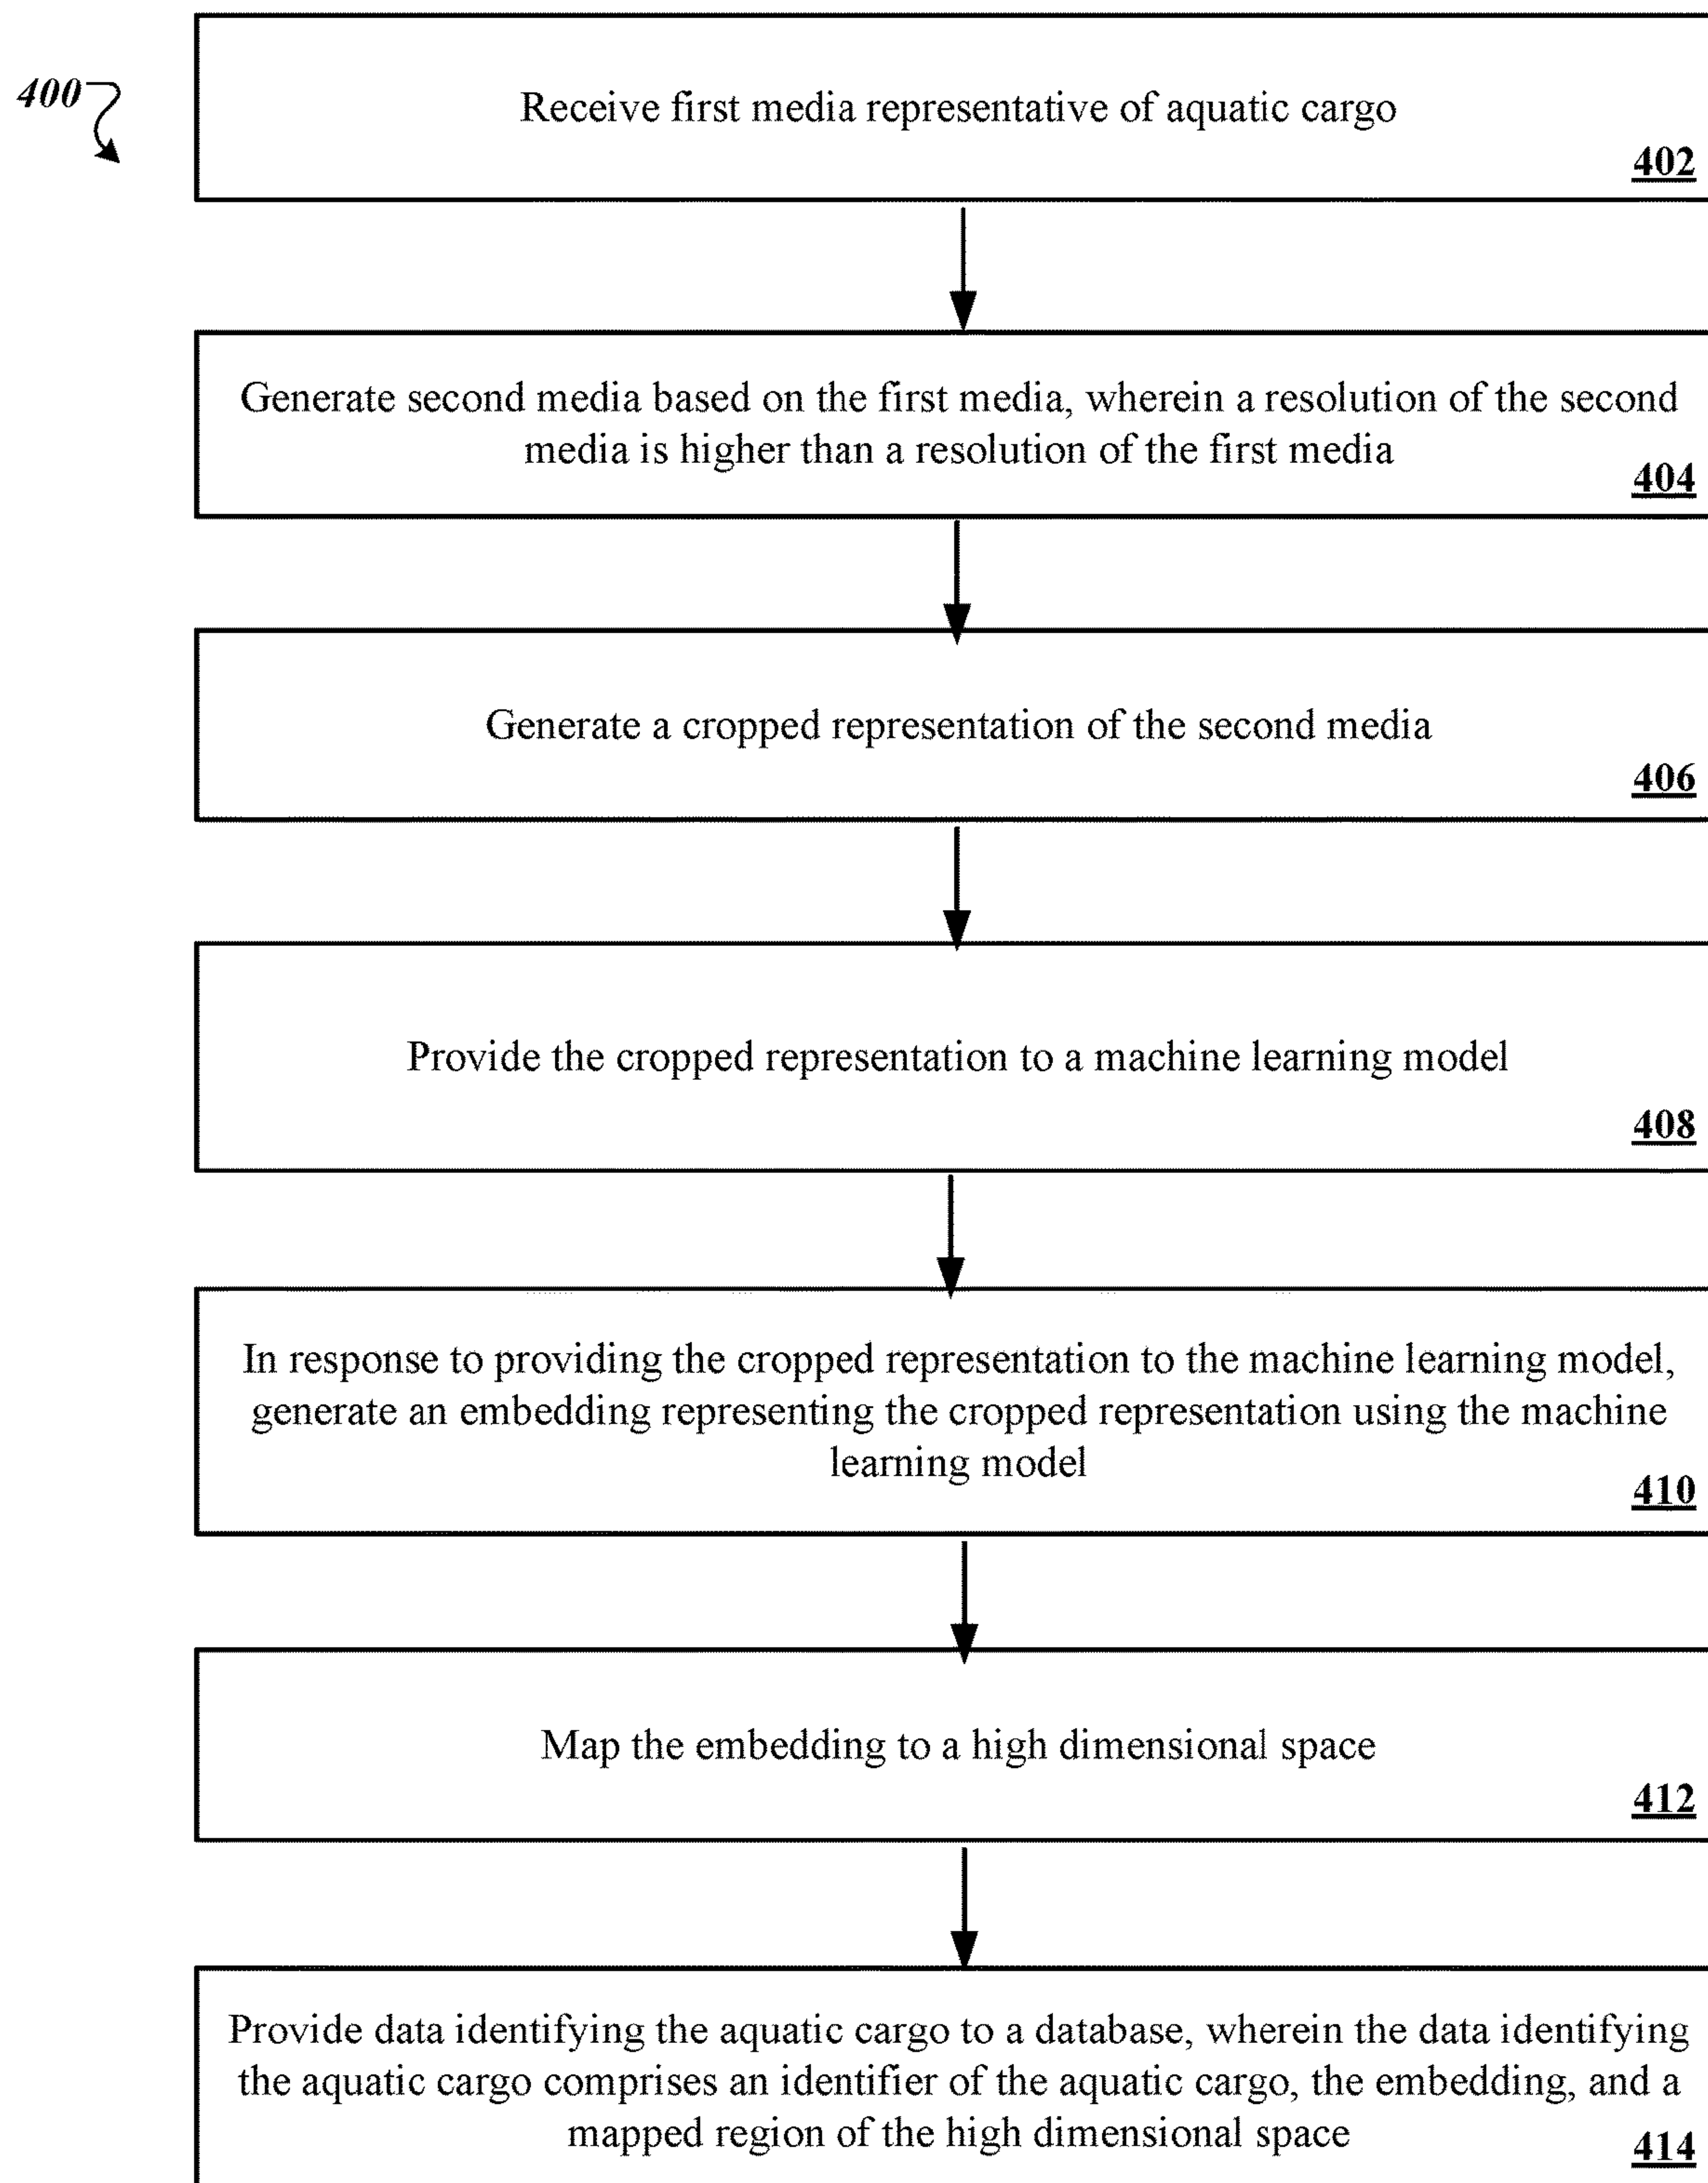 400
Receive first media representative of aquatic cargo
402
Generate second media based on the first media, wherein a resolution of the second
media is higher than a resolution of the first media
404
Generate a cropped representation of the second media
406
Provide the cropped representation to a machine learning model
408
In response to providing the cropped representation to the machine learning model,
generate an embedding representing the cropped representation using the machine
learning model
410
Map the embedding to a high dimensional space
412
Provide data identifying the aquatic cargo to a database, wherein the data identifying
the aquatic cargo comprises an identifier of the aquatic cargo, the embedding, and a
mapped region of the high dimensional space
414